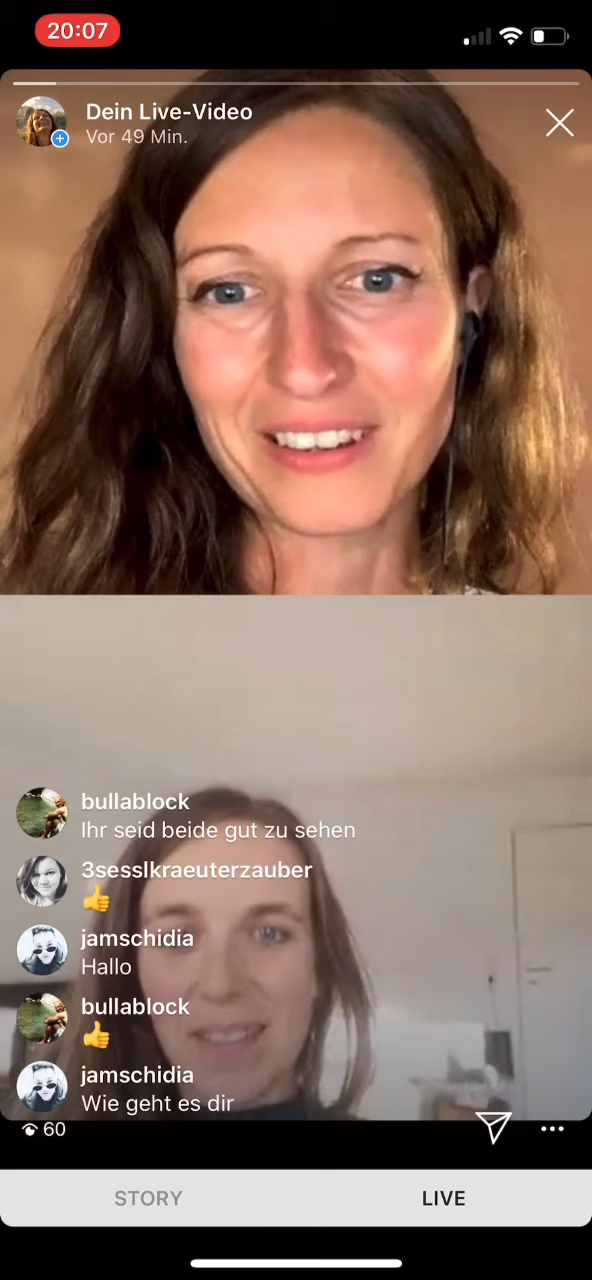 20:07
Dein Live-Video
Vor 49 Min.
bullablock
Ihr seid beide gut zu sehen
3sesslkraeuterzauber
👍
jamschidia
Hallo
bullablock
👍
jamschidia
Wie geht es dir
60
STORY
LIVE